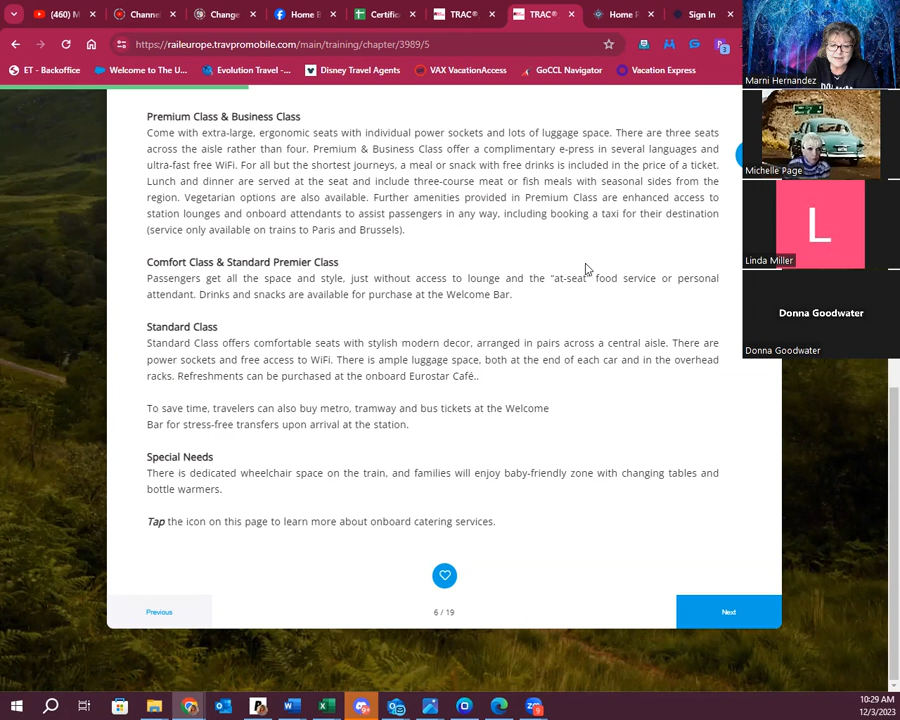 (460) M
Channel
Change
Home B
Certific
TRAC®
TRAC®
Home P
Sign In
https://raileurope.travpromobile.com/main/training/chapter/3989/5
3
ET - Backoffice
Welcome to The U...
Evolution Travel -...
Disney Travel Agents
VAX VacationAccess
GoCCL Navigator
Vacation Express
Premium Class & Business Class
Come with extra-large, ergonomic seats with individual power sockets and lots of luggage space. There are three seats
across the aisle rather than four. Premium & Business Class offer a complimentary e-press in several languages and
ultra-fast free WiFi. For all but the shortest journeys, a meal or snack with free drinks is included in the price of a ticket.
Lunch and dinner are served at the seat and include three-course meat or fish meals with seasonal sides from the
region. Vegetarian options are also available. Further amenities provided in Premium Class are enhanced access to
station lounges and onboard attendants to assist passengers in any way, including booking a taxi for their destination
(service only available on trains to Paris and Brussels).
Comfort Class & Standard Premier Class
Passengers get all the space and style, just without access to lounge and the “at-seat” food service or personal
attendant. Drinks and snacks are available for purchase at the Welcome Bar.
Standard Class
Standard Class offers comfortable seats with stylish modern decor, arranged in pairs across a central aisle. There are
power sockets and free access to WiFi. There is ample luggage space, both at the end of each car and in the overhead
racks. Refreshments can be purchased at the onboard Eurostar Café..
To save time, travelers can also buy metro, tramway and bus tickets at the Welcome
Bar for stress-free transfers upon arrival at the station.
Special Needs
There is dedicated wheelchair space on the train, and families will enjoy baby-friendly zone with changing tables and
bottle warmers.
Tap the icon on this page to learn more about onboard catering services.
Previous
6 / 19
Next
Marni Hernandez
Michelle Page
L
Linda Miller
Donna Goodwater
Donna Goodwater
10:29 AM
12/3/2023